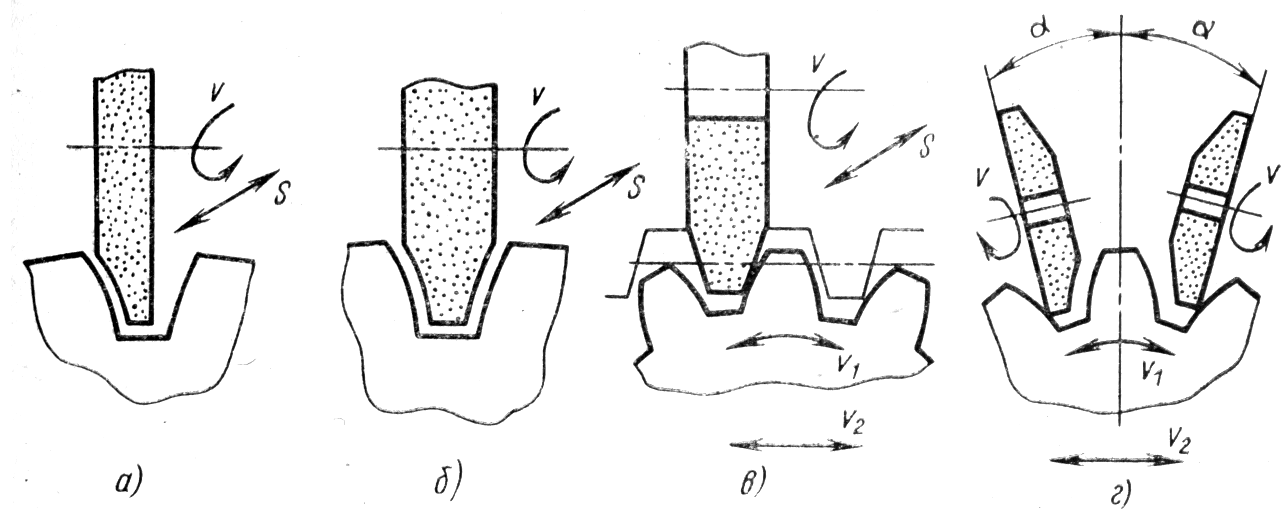 α α
V V V V V
S S S
V₁ V₁
V₂ V₂
а) б) в) г)